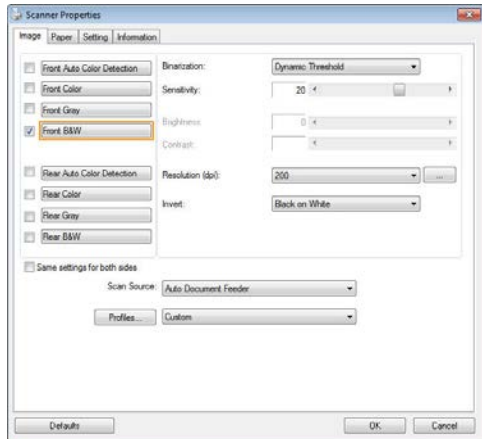 Scanner Properties
Image Paper Setting Information
Front Auto Color Detection
Front Color
Front Gray
Front B&W
Rear Auto Color Detection
Rear Color
Rear Gray
Rear B&W
Binarization: Dynamic Threshold
Sensitivity: 20
Brightness: 0
Contrast:
Resolution (dpi): 200 ...
Invert: Black on White
Same settings for both sides
Scan Source: Auto Document Feeder
Profiles... Custom
Defaults OK Cancel